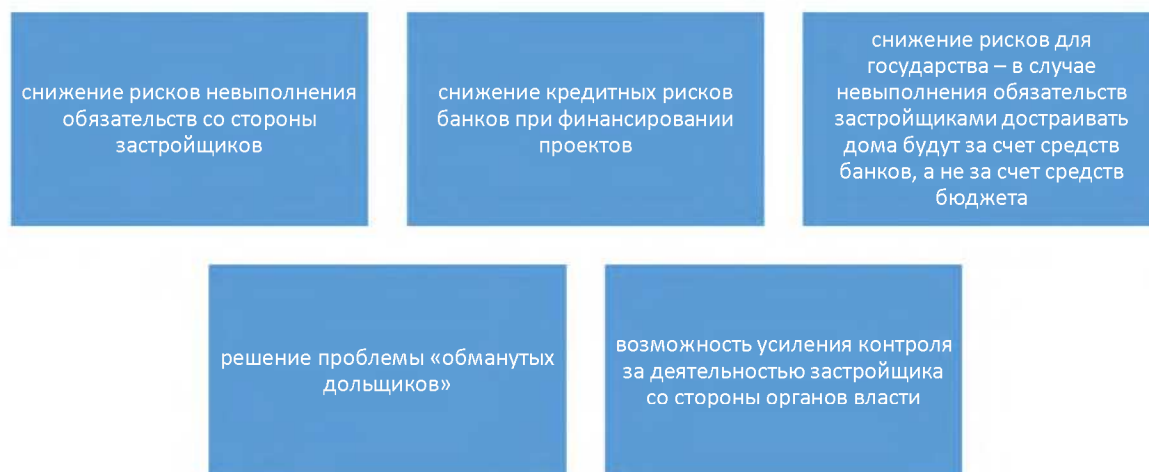 снижение рисков невыполнения
обязательств со стороны
застройщиков
снижение кредитных рисков
банков при финансировании
проектов
снижение рисков для
государства – в случае
невыполнения обязательств
застройщиками достраивать
дома будут за счет средств
банков, а не за счет средств
бюджета
решение проблемы «обманутых
дольщиков»
возможность усиления контроля
за деятельностью застройщика
со стороны органов власти